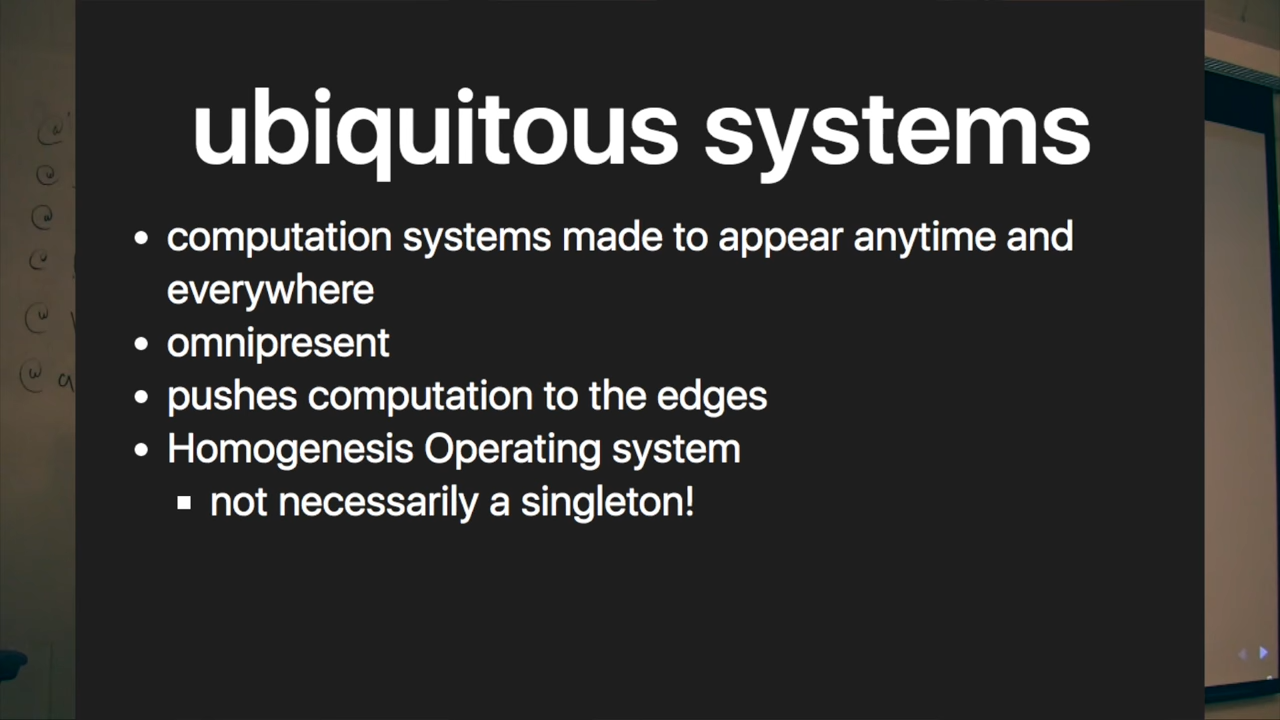 ubiquitous systems
computation systems made to appear anytime and
everywhere
omnipresent
pushes computation to the edges
Homogenesis Operating system
not necessarily a singleton!
@
@
@
@
@
@ a